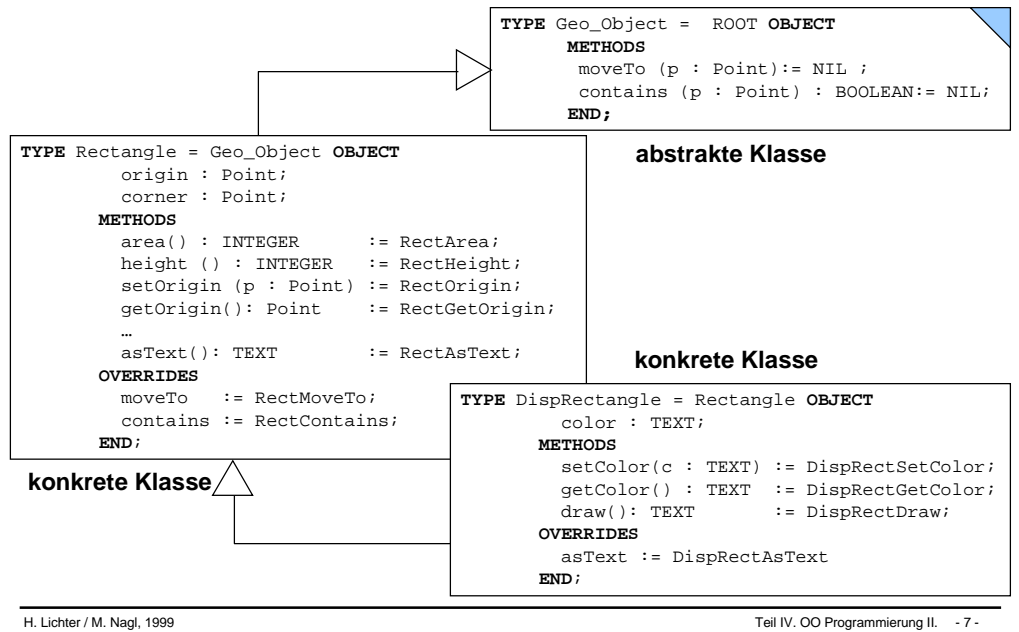 TYPE Geo_Object =  ROOT OBJECT
METHODS
moveTo (p : Point):= NIL ;
contains (p : Point) : BOOLEAN:= NIL;
END;
abstrakte Klasse
TYPE Rectangle = Geo_Object OBJECT
origin : Point;
corner : Point;
METHODS
area() : INTEGER      := RectArea;
height () : INTEGER   := RectHeight;
setOrigin (p : Point) := RectOrigin;
getOrigin(): Point    := RectGetOrigin;
…
asText(): TEXT        := RectAsText;
OVERRIDES
moveTo   := RectMoveTo;
contains := RectContains;
END;
konkrete Klasse
konkrete Klasse
TYPE DispRectangle = Rectangle OBJECT
color : TEXT;
METHODS
setColor(c : TEXT) := DispRectSetColor;
getColor() : TEXT  := DispRectGetColor;
draw(): TEXT       := DispRectDraw;
OVERRIDES
asText := DispRectAsText
END;
H. Lichter / M. Nagl, 1999
Teil IV. OO Programmierung II.   - 7 -